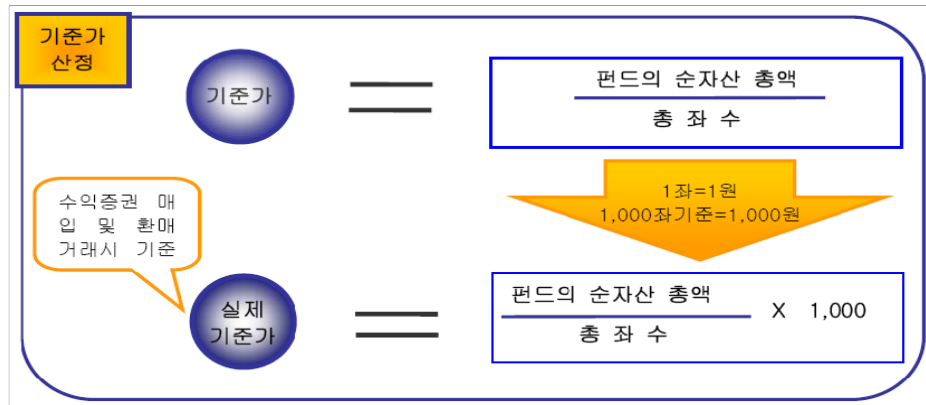 기준가
산정
기준가
펀드의 순자산 총액
총 좌 수
1좌=1원
1,000좌기준=1,000원
수익증권 매
입 및 환매
거래시 기준
실제
기준가
펀드의 순자산 총액
총 좌 수
X 1,000